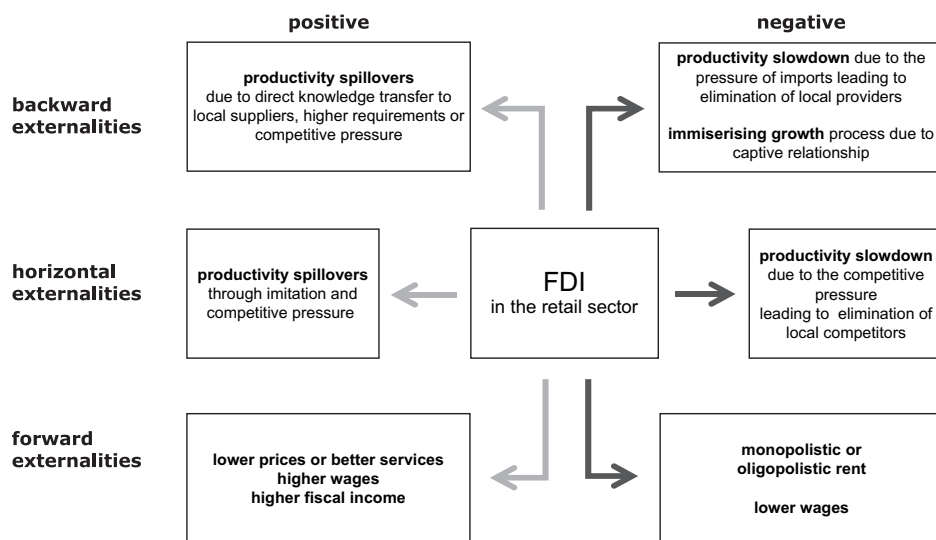 positive
negative
backward
externalities
productivity spillovers
due to direct knowledge transfer to
local suppliers, higher requirements or
competitive pressure
productivity slowdown due to the
pressure of imports leading to
elimination of local providers
immiserising growth process due to
captive relationship
horizontal
externalities
productivity spillovers
through imitation and
competitive pressure
FDI
in the retail sector
productivity slowdown
due to the competitive
pressure
leading to elimination of
local competitors
forward
externalities
lower prices or better services
higher wages
higher fiscal income
monopolistic or
oligopolistic rent
lower wages